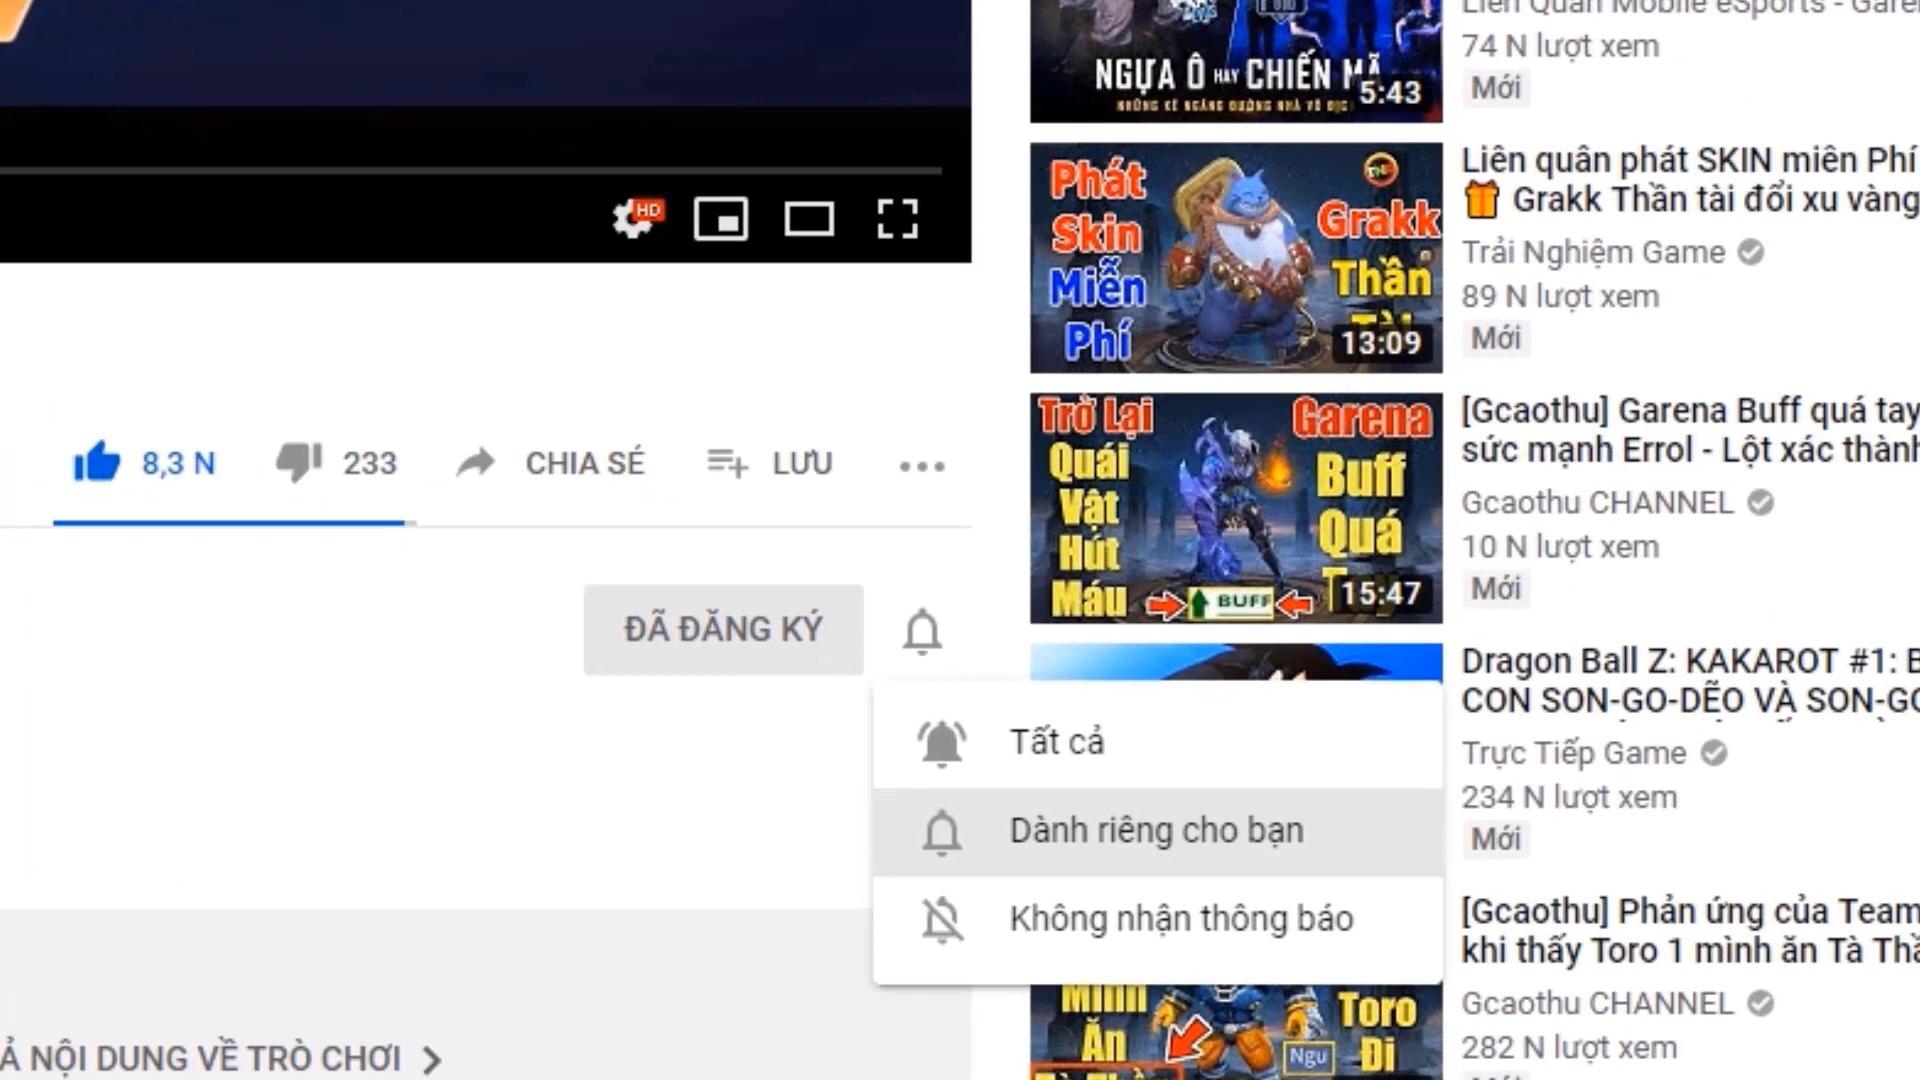 HD
8,3 N
233
CHIA SẺ
LƯU
ĐÃ ĐĂNG KÝ
Tất cả
Dành riêng cho bạn
Không nhận thông báo
NỘI DUNG VỀ TRÒ CHƠI
NGỰA Ô HAY CHIẾN MÃ
5:43
Liên Quân Mobile eSports -
74 N lượt xem
Mới
Phát
Skin
Miễn
Phí
Grakk
Thần
Tài
13:09
Liên quân phát SKIN miên Phí
Grakk Thần tài đổi xu vàng
Trải Nghiệm Game
89 N lượt xem
Mới
Trở Lại
Quái
Vật
Hút
Máu
Garena
Buff
Quá
BUFF
15:47
[Gcaothu] Garena Buff quá tay
sức mạnh Errol - Lột xác thành
Gcaothu CHANNEL
10 N lượt xem
Mới
Dragon Ball Z: KAKAROT #1:
CON SON-GO-DẼO VÀ
Trực Tiếp Game
234 N lượt xem
Mới
Mình
Ăn
Toro
Đi
Ngu
[Gcaothu] Phản ứng của Team
khi thấy Toro 1 mình ăn Tà
Gcaothu CHANNEL
282 N lượt xem